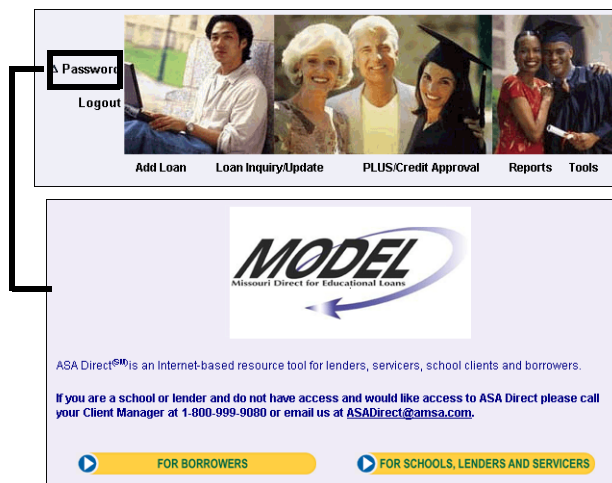 Δ Password
Logout
Add Loan Loan Inquiry/Update PLUS/Credit Approval Reports Tools
MODEL
Missouri Direct for Educational Loans
ASA Direct(SM) is an Internet-based resource tool for lenders, servicers, school clients and borrowers.
If you are a school or lender and do not have access and would like access to ASA Direct please call
your Client Manager at 1-800-999-9080 or email us at ASADirect@amsa.com.
FOR BORROWERS FOR SCHOOLS, LENDERS AND SERVICERS